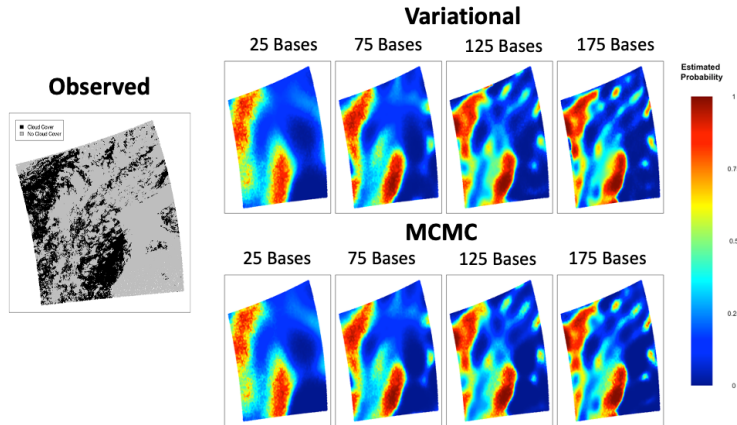 Variational
25 Bases 75 Bases 125 Bases 175 Bases
Observed
Cloud Cover
No Cloud Cover
Estimated
Probability
1
0.7
0.5
0.2
0
MCMC
25 Bases 75 Bases 125 Bases 175 Bases